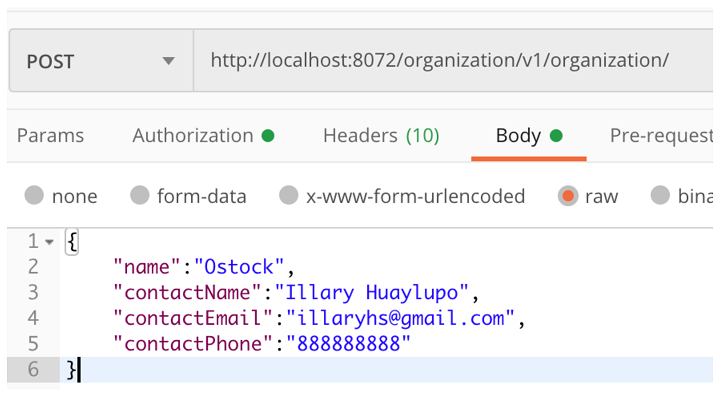 POST http://localhost:8072/organization/v1/organization/
Params Authorization Headers (10) Body Pre-request
none form-data x-www-form-urlencoded raw bina
1 {
2 "name":"Ostock",
3 "contactName":"Illary Huaylupo",
4 "contactEmail":"illaryhs@gmail.com",
5 "contactPhone":"888888888"
6 }